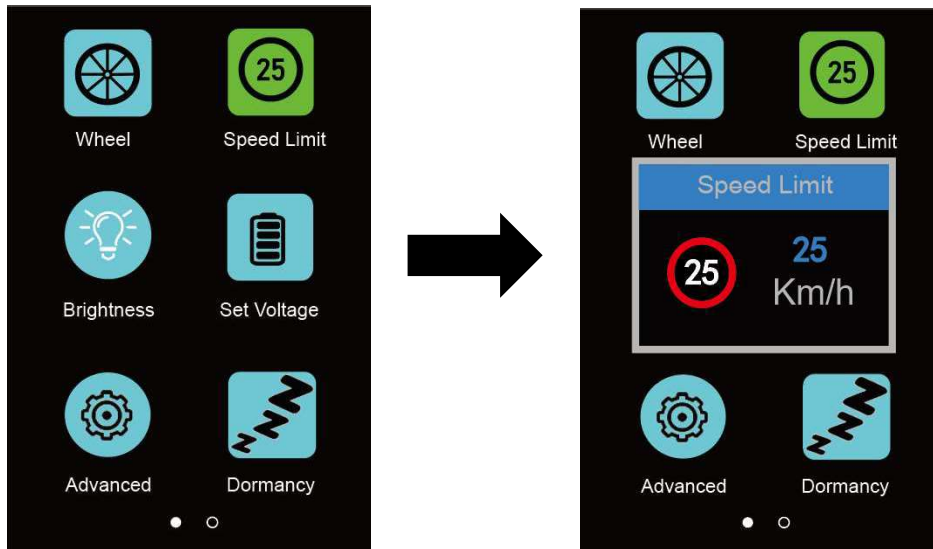 25
Wheel
Speed Limit
Brightness
Set Voltage
Advanced
Dormancy
25
Wheel
Speed Limit
Speed Limit
25
25
Km/h
Advanced
Dormancy